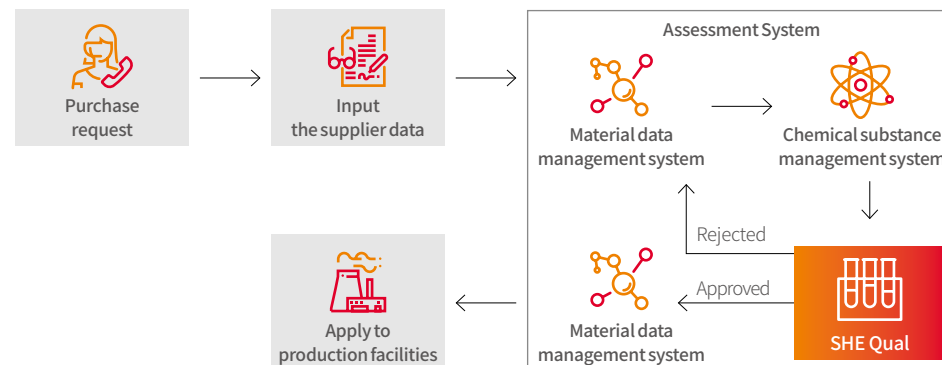 Assessment System
Purchase
request
Input
the supplier data
Material data
management system
Chemical substance
management system
Rejected
Approved
SHE Qual
Material data
management system
Apply to
production facilities